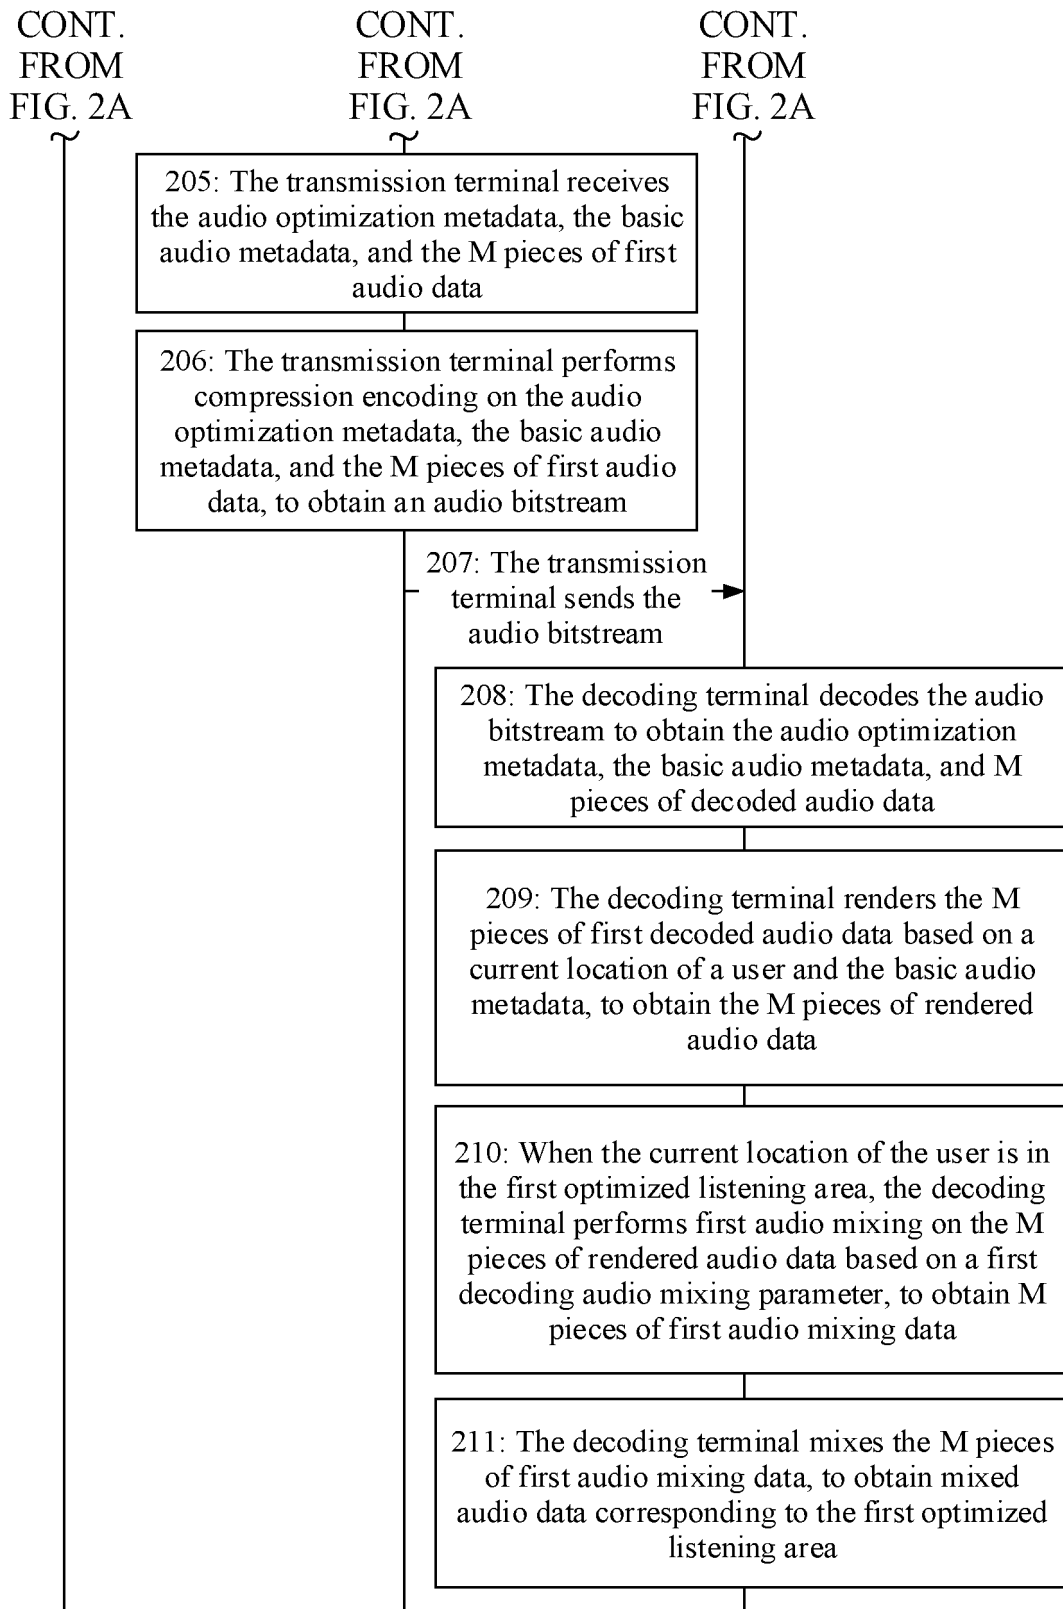 CONT.
FROM
FIG. 2A
CONT.
FROM
FIG. 2A
CONT.
FROM
FIG. 2A
205: The transmission terminal receives
the audio optimization metadata, the basic
audio metadata, and the M pieces of first
audio data
206: The transmission terminal performs
compression encoding on the audio
optimization metadata, the basic audio
metadata, and the M pieces of first audio
data, to obtain an audio bitstream
207: The transmission
terminal sends the
audio bitstream
208: The decoding terminal decodes the audio
bitstream to obtain the audio optimization
metadata, the basic audio metadata, and M
pieces of decoded audio data
209: The decoding terminal renders the M
pieces of first decoded audio data based on a
current location of a user and the basic audio
metadata, to obtain the M pieces of rendered
audio data
210: When the current location of the user is in
the first optimized listening area, the decoding
terminal performs first audio mixing on the M
pieces of rendered audio data based on a first
decoding audio mixing parameter, to obtain M
pieces of first audio mixing data
211: The decoding terminal mixes the M pieces
of first audio mixing data, to obtain mixed
audio data corresponding to the first optimized
listening area